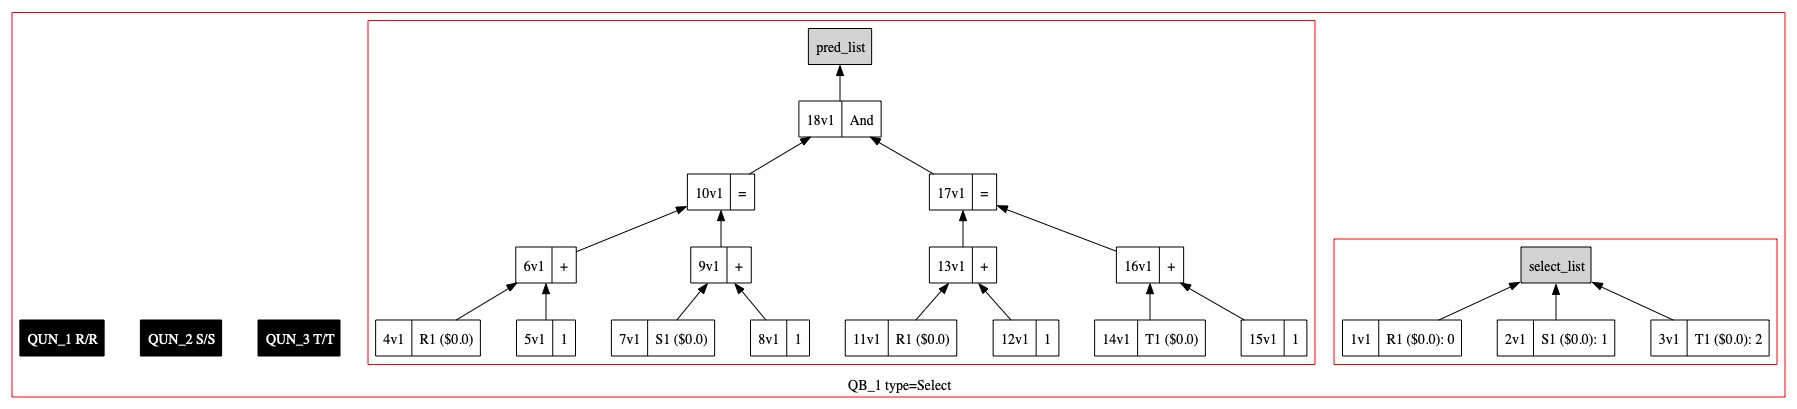 pred_list
18v1 And
10v1 =
17v1 =
6v1 +
9v1 +
13v1 +
16v1 +
select_list
QUN_1 R/R
QUN_2 S/S
QUN_3 T/T
4v1 R1 ($0.0)
5v1 1
7v1 S1 ($0.0)
8v1 1
11v1 R1 ($0.0)
12v1 1
14v1 T1 ($0.0)
15v1 1
1v1 R1 ($0.0): 0
2v1 S1 ($0.0): 1
3v1 T1 ($0.0): 2
QB_1 type=Select